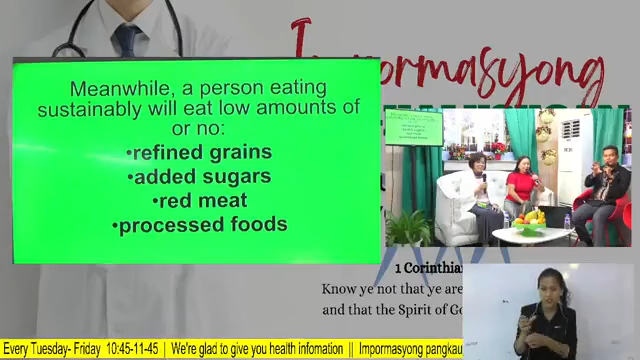 Impormasyong
Meanwhile, a person eating
sustainably will eat low amounts of
or no:
•refined grains
•added sugars
•red meat
•processed foods
1 Corinthian
Know ye not that ye are
and that the Spirit of Go
Every Tuesday- Friday 10:45-11-45 | We're glad to give you health infomation || Impormasyong pangkau